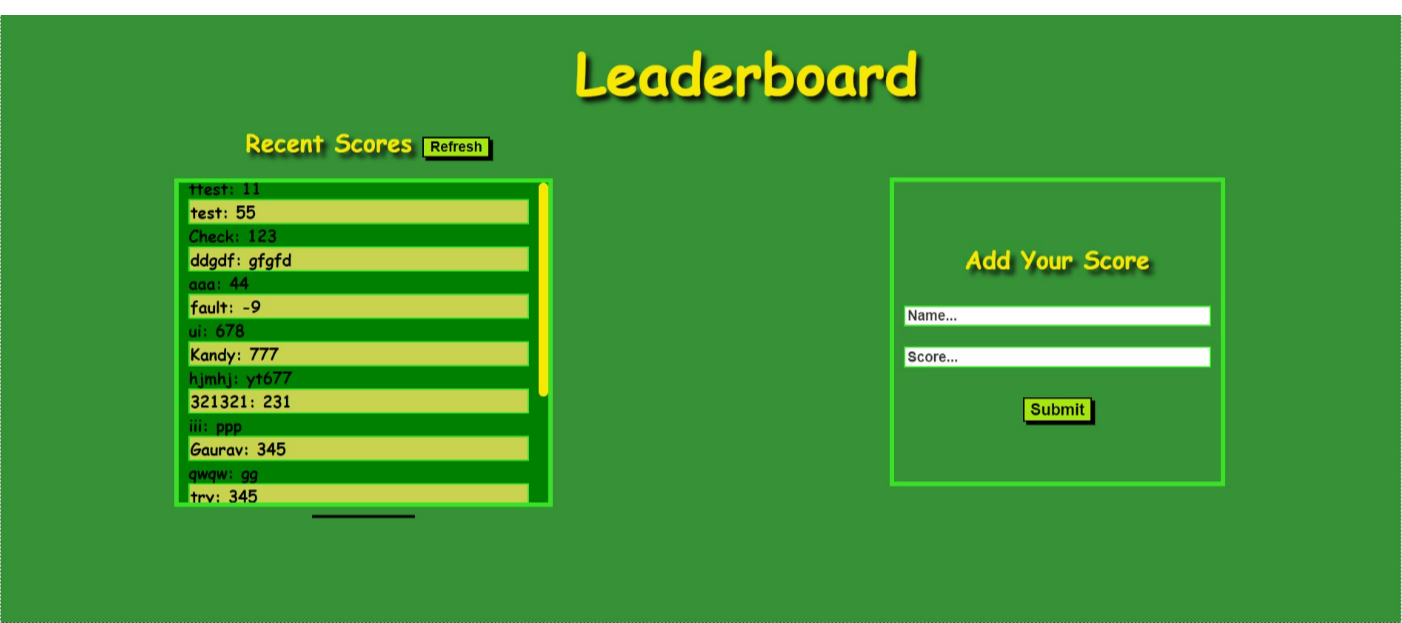 Leaderboard
Recent Scores Refresh
ttest: 11
test: 55
Check: 123
ddgdf: gfgfd
aaa: 44
fault: -9
ui: 678
Kandy: 777
hjmhj: yt677
321321: 231
iii: ppp
Gaurav: 345
qwqw: gg
try: 345
Add Your Score
Name...
Score...
Submit